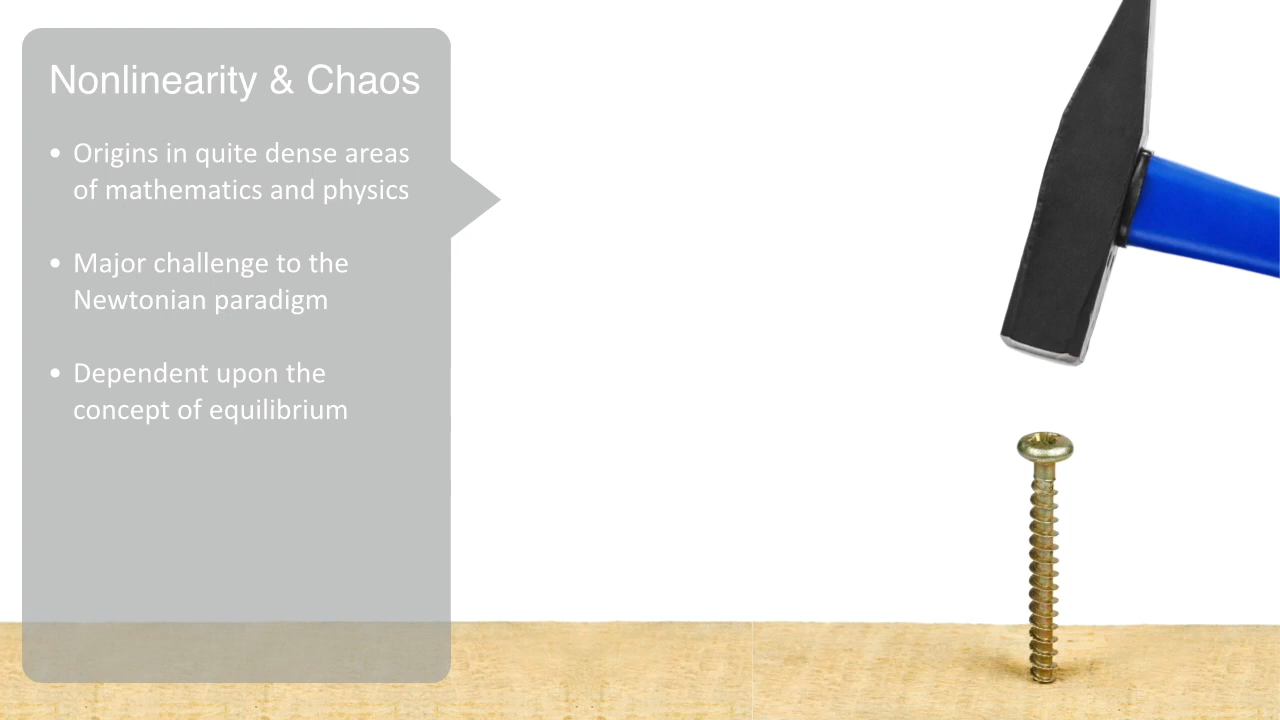 Nonlinearity & Chaos
• Origins in quite dense areas
of mathematics and physics
• Major challenge to the
Newtonian paradigm
• Dependent upon the
concept of equilibrium